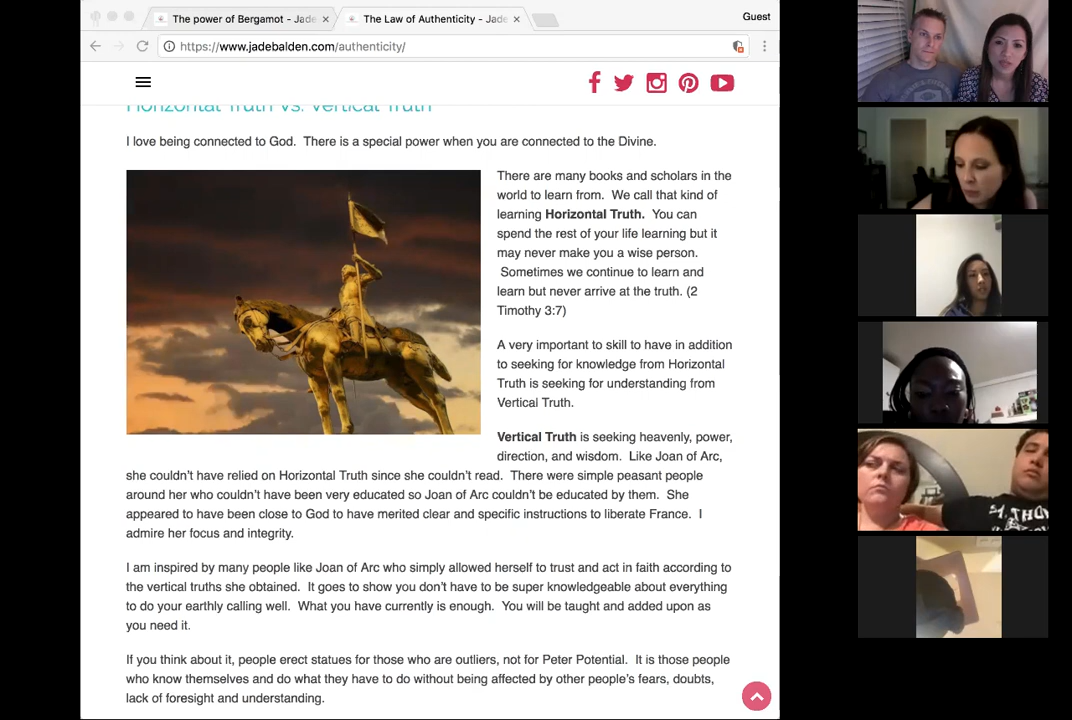 The power of Bergamot - Jade
The Law of Authenticity - Jade
Guest
https://www.jadebalden.com/authenticity/
Horizontal Truth Vs. Vertical Truth
I love being connected to God.  There is a special power when you are connected to the Divine.
There are many books and scholars in the
world to learn from.  We call that kind of
learning Horizontal Truth.  You can
spend the rest of your life learning but it
may never make you a wise person.
Sometimes we continue to learn and
learn but never arrive at the truth. (2
Timothy 3:7)
A very important to skill to have in addition
to seeking for knowledge from Horizontal
Truth is seeking for understanding from
Vertical Truth.
Vertical Truth is seeking heavenly, power,
direction, and wisdom.  Like Joan of Arc,
she couldn't have relied on Horizontal Truth since she couldn't read.  There were simple peasant people
around her who couldn't have been very educated so Joan of Arc couldn't be educated by them.  She
appeared to have been close to God to have merited clear and specific instructions to liberate France.  I
admire her focus and integrity.
I am inspired by many people like Joan of Arc who simply allowed herself to trust and act in faith according to
the vertical truths she obtained.  It goes to show you don't have to be super knowledgeable about everything
to do your earthly calling well.  What you have currently is enough.  You will be taught and added upon as
you need it.
If you think about it, people erect statues for those who are outliers, not for Peter Potential.  It is those people
who know themselves and do what they have to do without being affected by other people's fears, doubts,
lack of foresight and understanding.